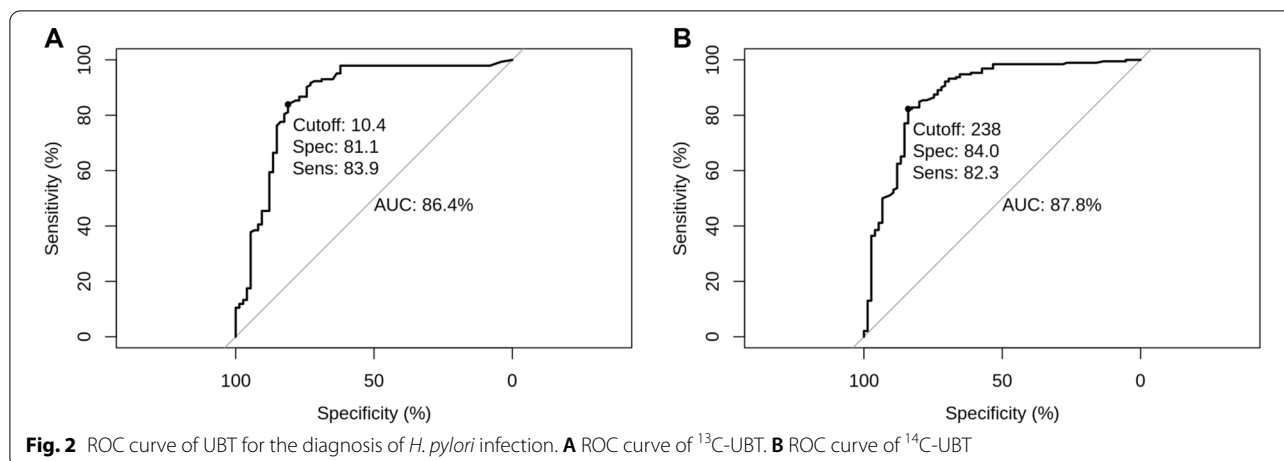 A
100
80
60
40
20
0
Sensitivity (%)
Cutoff: 10.4
Spec: 81.1
Sens: 83.9
AUC: 86.4%
100
50
0
Specificity (%)
B
100
80
60
40
20
0
Sensitivity (%)
Cutoff: 238
Spec: 84.0
Sens: 82.3
AUC: 87.8%
100
50
0
Specificity (%)
Fig. 2 ROC curve of UBT for the diagnosis of H. pylori infection. A ROC curve of ¹³C-UBT. B ROC curve of ¹⁴C-UBT